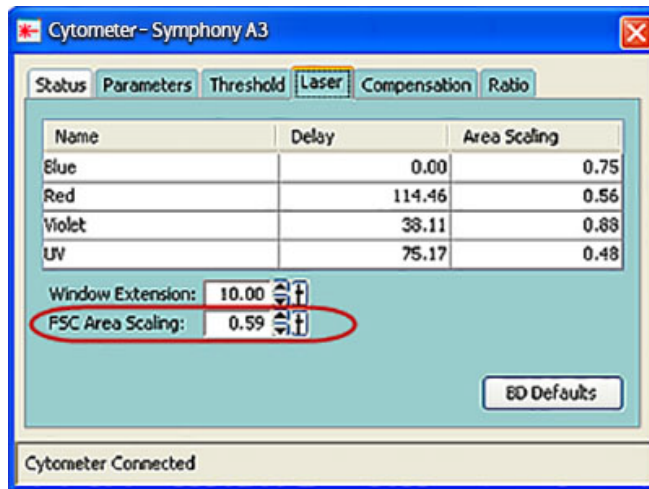 Cytometer - Symphony A3
Status Parameters Threshold Laser Compensation Ratio
Name Delay Area Scaling
Blue 0.00 0.75
Red 114.46 0.56
Violet 38.11 0.88
UV 75.17 0.48
Window Extension: 10.00
FSC Area Scaling: 0.59
BD Defaults
Cytometer Connected